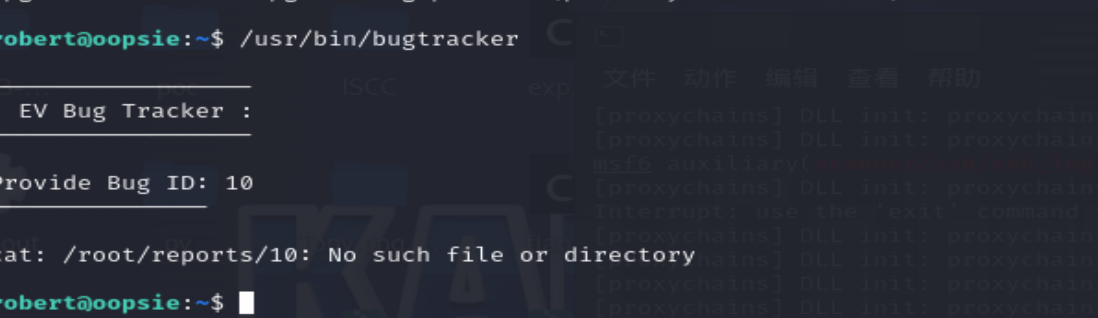 robert@oopsie:~$ /usr/bin/bugtracker
ISCC
exp
EV Bug Tracker :
Provide Bug ID: 10
cat: /root/reports/10: No such file or directory
robert@oopsie:~$
文件 动作 编辑 查看 帮助
[proxychains] DLL init: proxychain
[proxychains] DLL init: proxychain
msf6 auxiliary(
[proxychains] DLL init: proxychain
Interrupt: use the 'exit' command
[proxychains] DLL init: proxychain
[proxychains] DLL init: proxychain
[proxychains] DLL init: proxychain
[proxychains] DLL init: proxychain